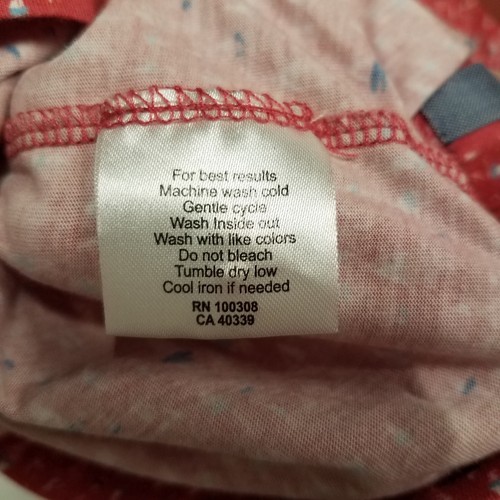 For best results
Machine wash cold
Gentle cycle
Wash Inside out
Wash with like colors
Do not bleach
Tumble dry low
Cool iron if needed
RN 100308
CA 40339